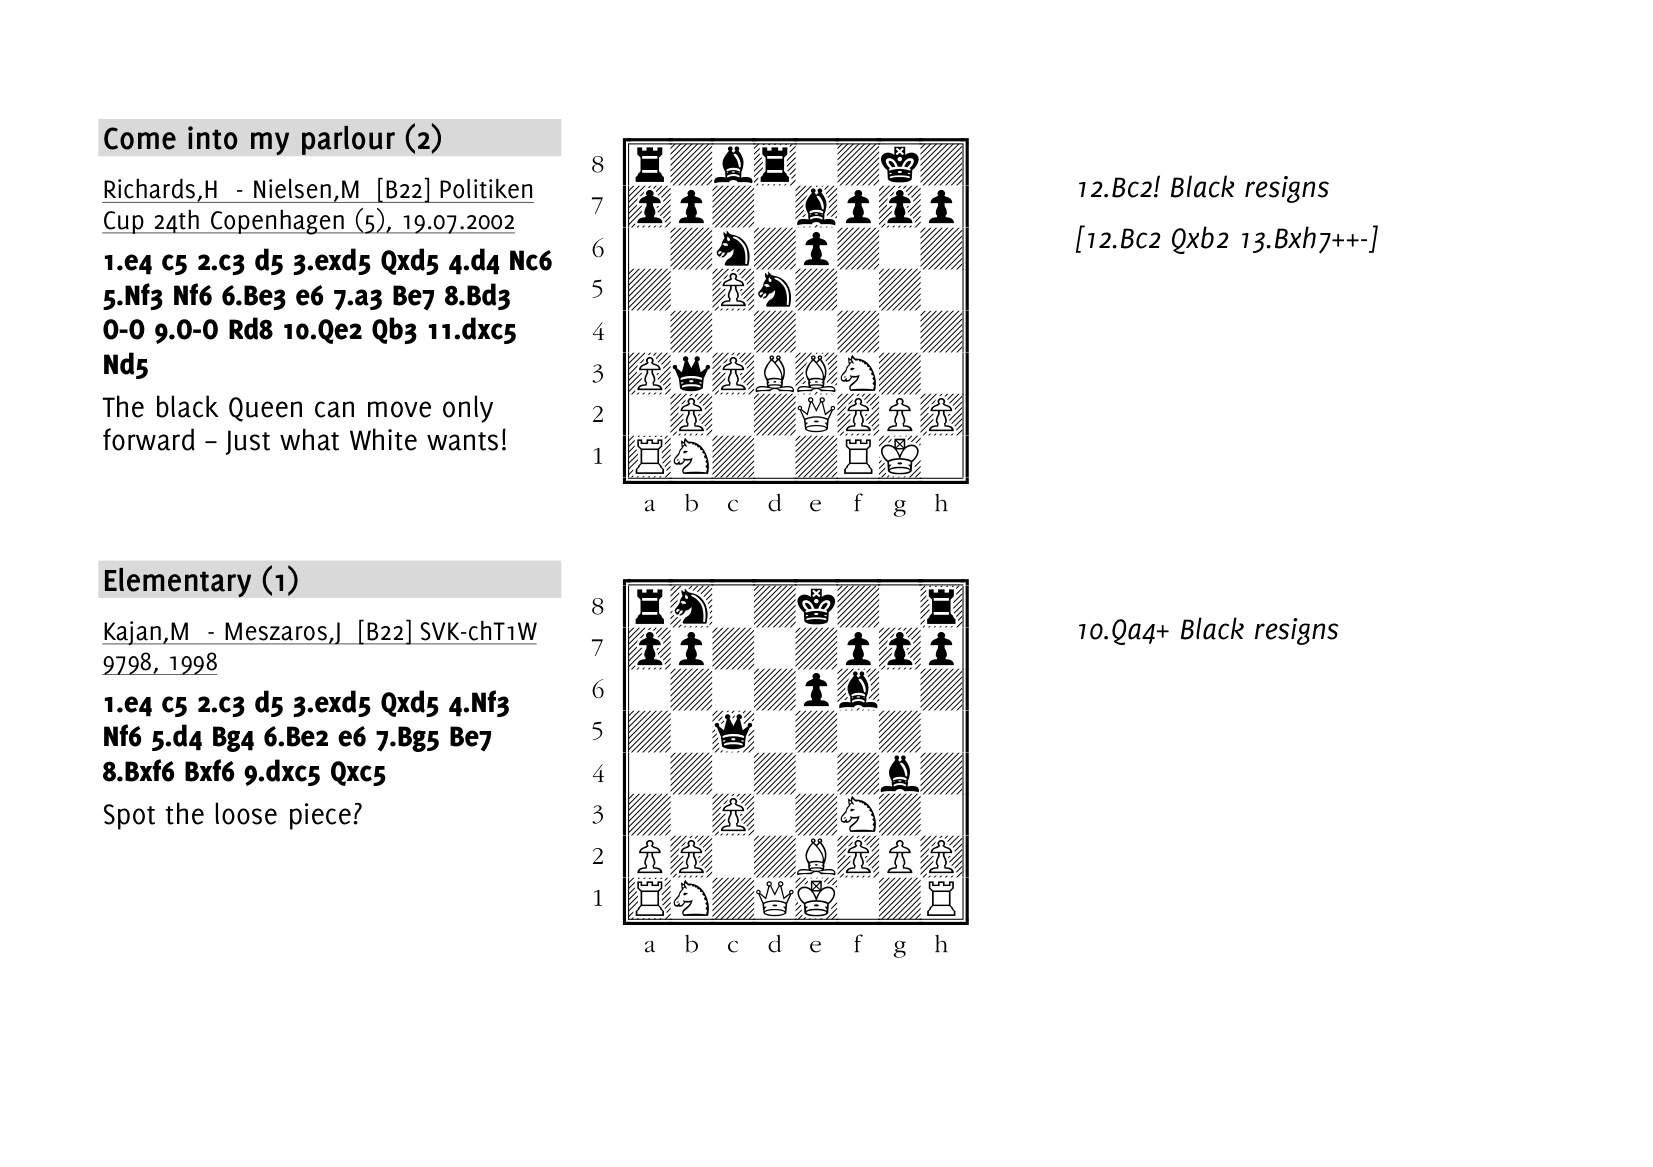 Come into my parlour (2)
Richards,H - Nielsen,M [B22] Politiken
Cup 24th Copenhagen (5), 19.07.2002
1.e4 c5 2.c3 d5 3.exd5 Qxd5 4.d4 Nc6
5.Nf3 Nf6 6.Be3 e6 7.a3 Be7 8.Bd3
0-0 9.0-0 Rd8 10.Qe2 Qb3 11.dxc5
Nd5
The black Queen can move only
forward – Just what White wants!
8
7
6
5
4
3
2
1
a b c d e f g h
12.Bc2! Black resigns
[12.Bc2 Qxb2 13.Bxh7++-]
Elementary (1)
Kajan,M - Meszaros,J [B22] SVK-chT1W
9798, 1998
1.e4 c5 2.c3 d5 3.exd5 Qxd5 4.Nf3
Nf6 5.d4 Bg4 6.Be2 e6 7.Bg5 Be7
8.Bxf6 Bxf6 9.dxc5 Qxc5
Spot the loose piece?
8
7
6
5
4
3
2
1
a b c d e f g h
10.Qa4+ Black resigns